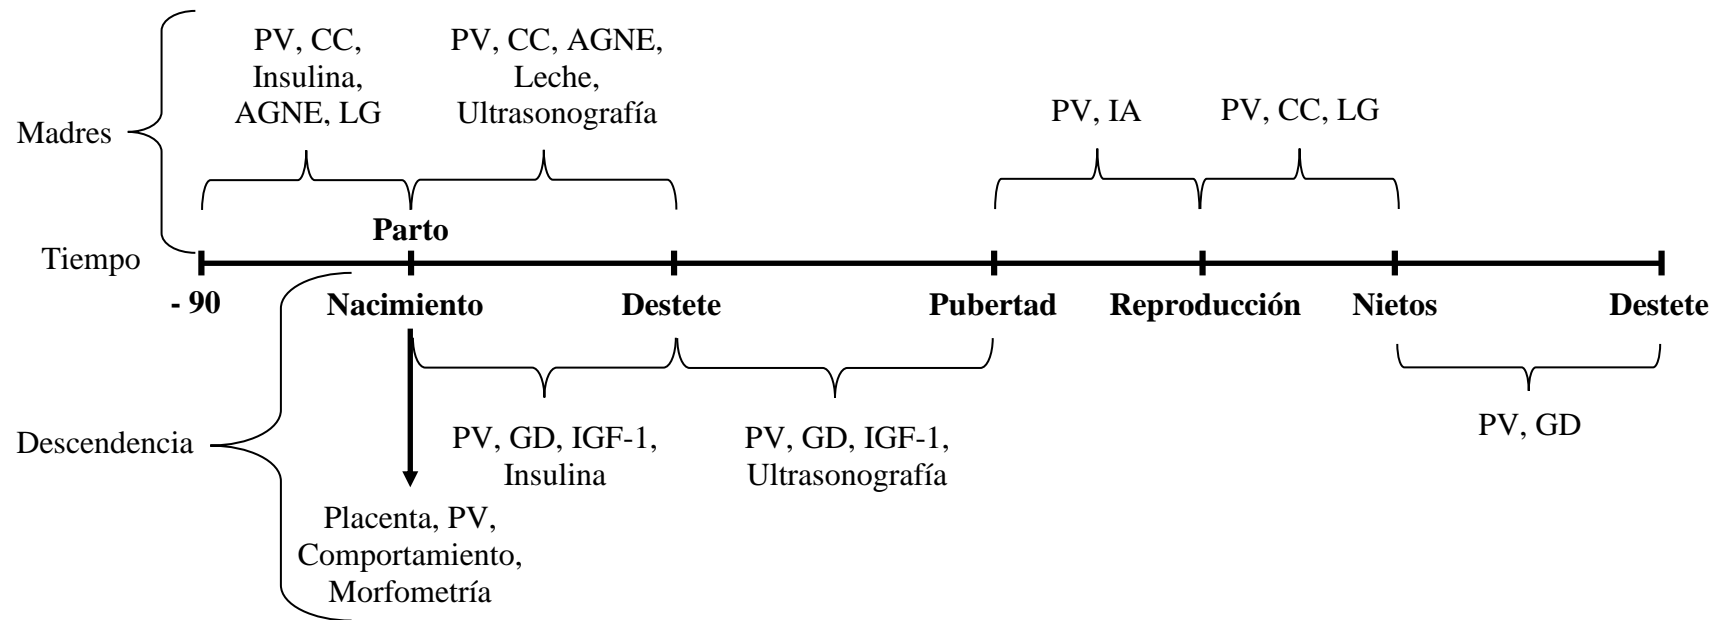 PV, CC,
Insulina,
AGNE, LG
PV, CC, AGNE,
Leche,
Ultrasonografía
PV, IA
PV, CC, LG
Madres
Parto
Tiempo
- 90
Nacimiento
Destete
Pubertad
Reproducción
Nietos
Destete
Descendencia
PV, GD, IGF-1,
Insulina
PV, GD, IGF-1,
Ultrasonografía
PV, GD
Placenta, PV,
Comportamiento,
Morfometría